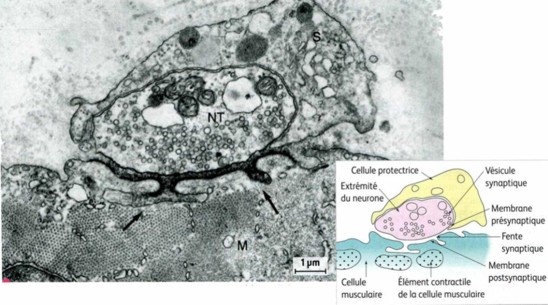 S
NT
M
1 µm
Cellule protectrice
Extrémité
du neurone
Vésicule
synaptique
Membrane
présynaptique
Fente
synaptique
Membrane
postsynaptique
Cellule
musculaire
Élément contractile
de la cellule musculaire